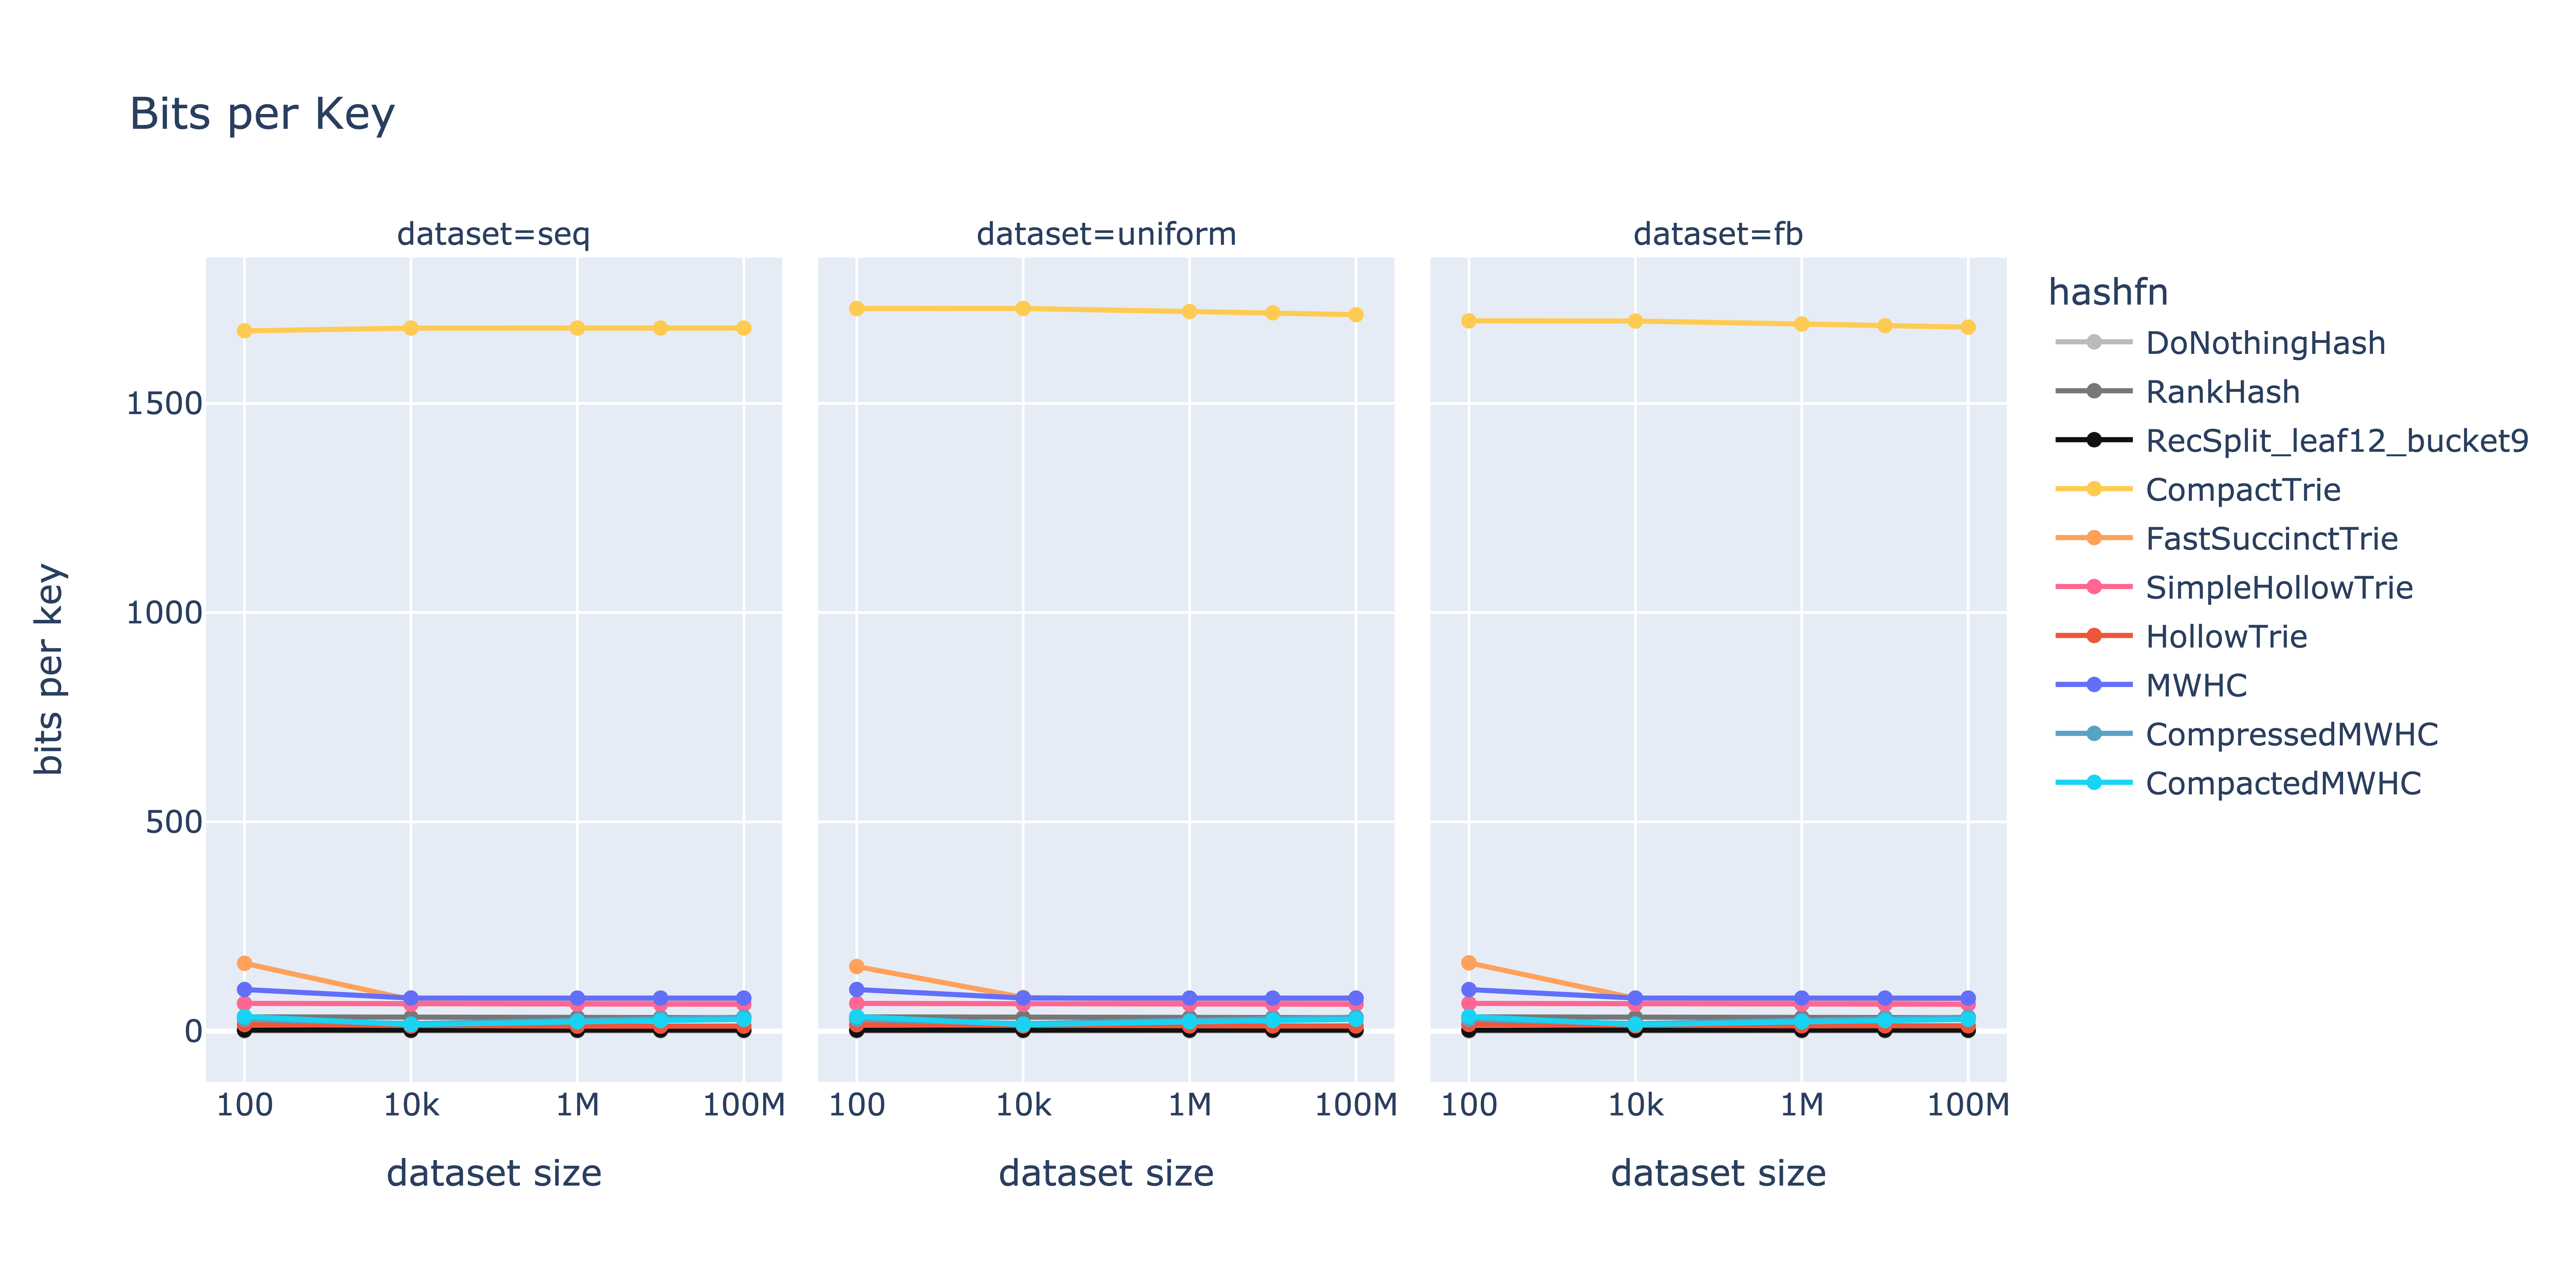 Bits per Key
dataset=seq
dataset=uniform
dataset=fb
bits per key
1500
1000
500
0
100 10k 1M 100M
100 10k 1M 100M
100 10k 1M 100M
dataset size
dataset size
dataset size
hashfn
DoNothingHash
RankHash
RecSplit_leaf12_bucket9
CompactTrie
FastSuccinctTrie
SimpleHollowTrie
HollowTrie
MWHC
CompressedMWHC
CompactedMWHC